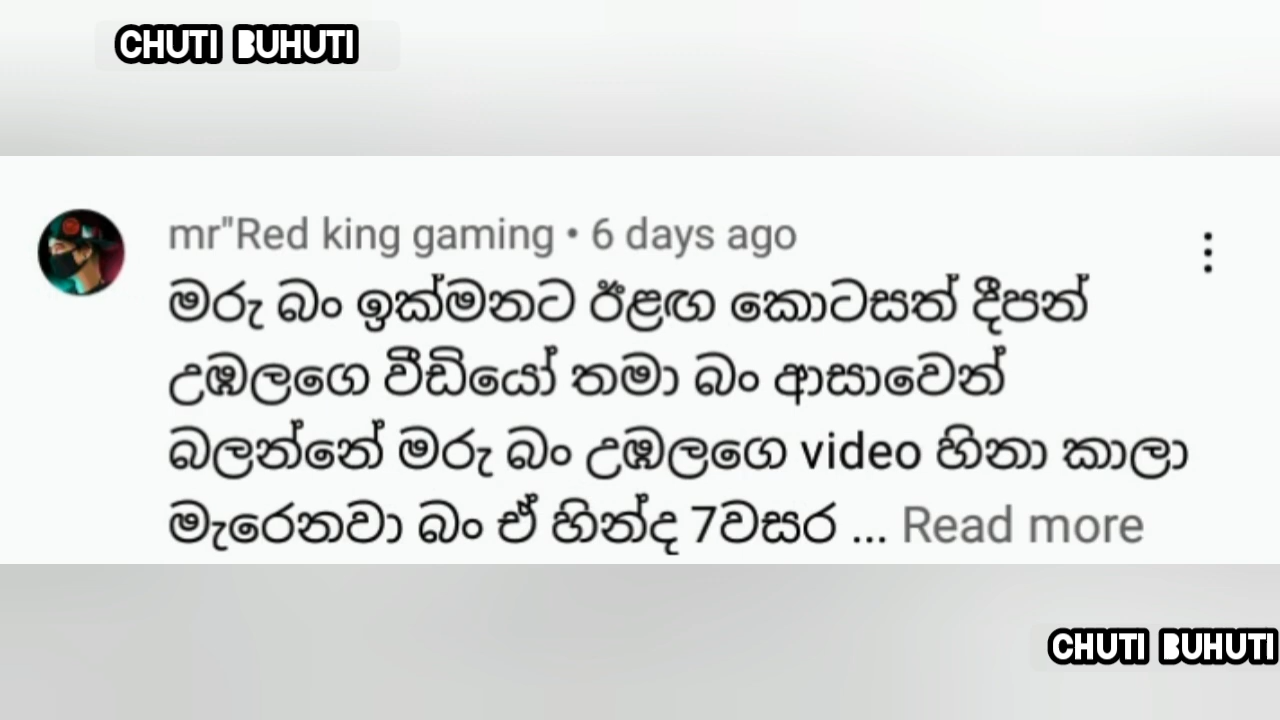 CHUTI BUHUTI
mr"Red king gaming • 6 days ago
මරු බං ඉක්මනට ඊළඟ කොටසත් දීපන්
උඹලගෙ වීඩියෝ තමා බං ආසාවෙන්
බලන්නේ මරු බං උඹලගෙ video හිනා කාලා
මැරෙනවා බං ඒ හින්ද 7වසර ... Read more
CHUTI BUHUTI